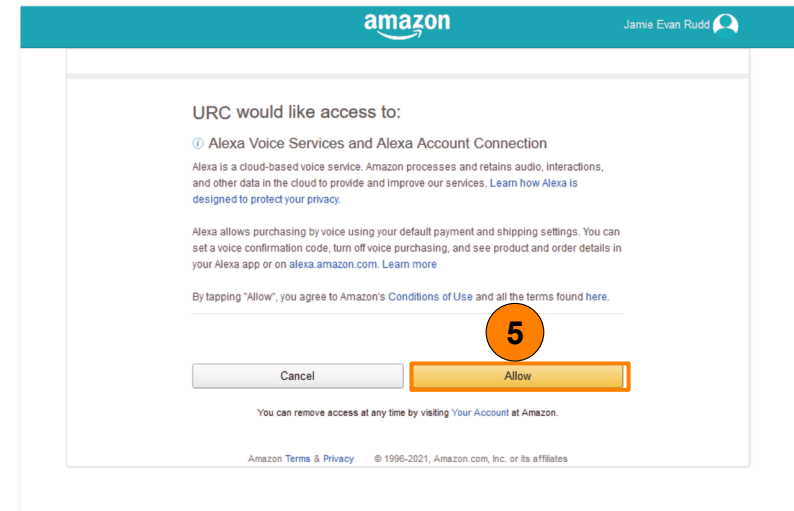 amazon
Jamie Evan Rudd
URC would like access to:
Alexa Voice Services and Alexa Account Connection
Alexa is a cloud-based voice service. Amazon processes and retains audio, interactions,
and other data in the cloud to provide and improve our services. Learn how Alexa is
designed to protect your privacy.
Alexa allows purchasing by voice using your default payment and shipping settings. You can
set a voice confirmation code, turn off voice purchasing, and see product and order details in
your Alexa app or on alexa.amazon.com. Learn more
By tapping "Allow", you agree to Amazon's Conditions of Use and all the terms found here.
5
Cancel
Allow
You can remove access at any time by visiting Your Account at Amazon.
Amazon Terms & Privacy © 1996-2021, Amazon.com, Inc. or its affiliates